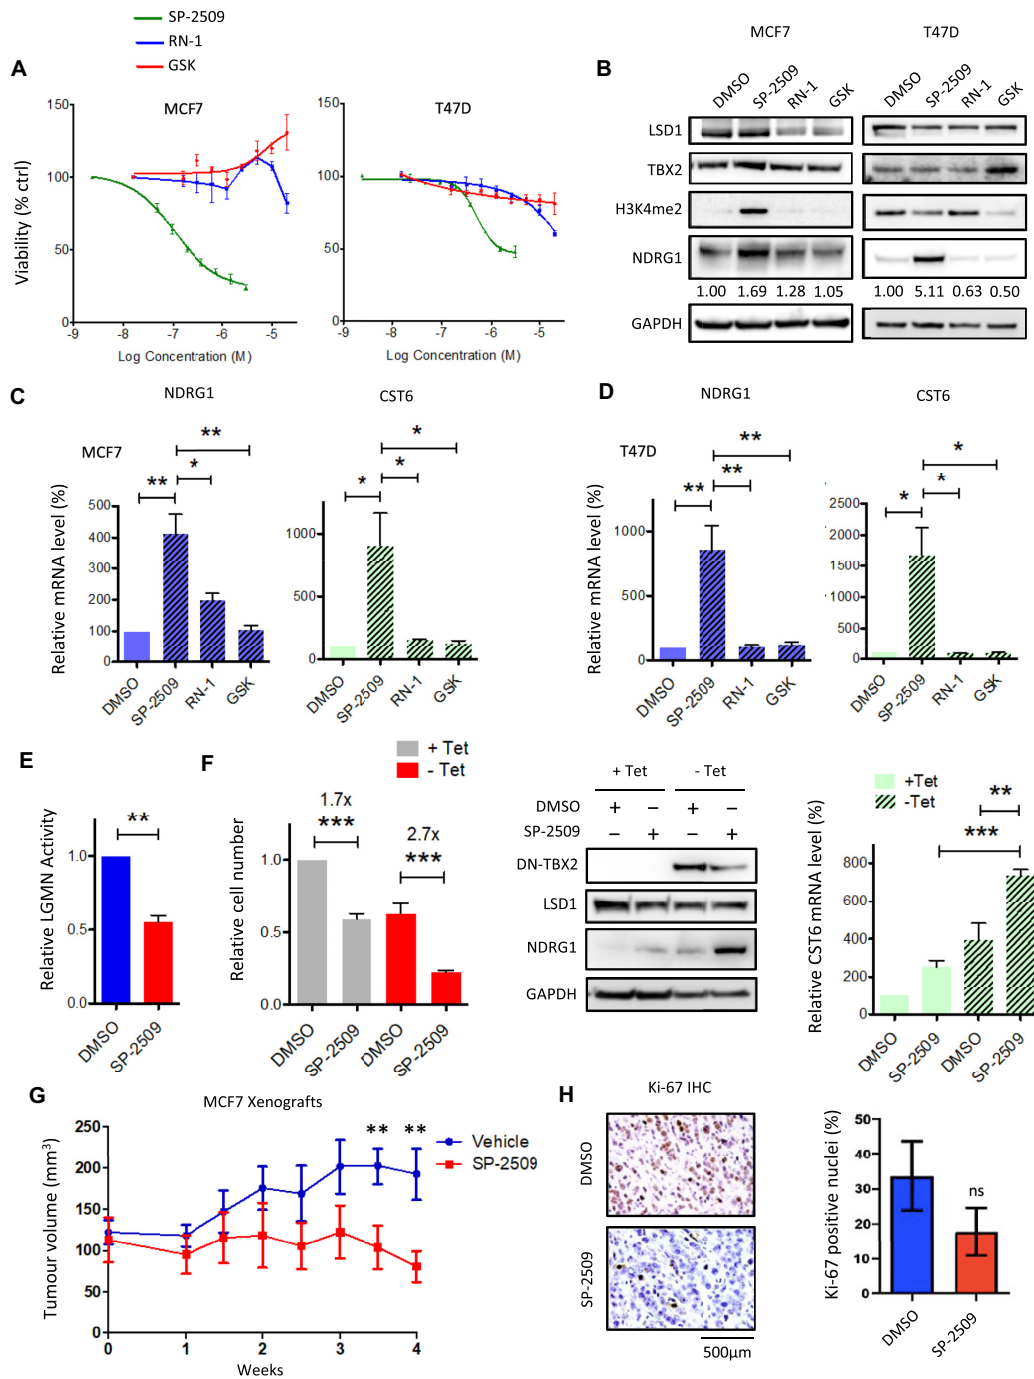 SP-2509
RN-1
GSK
A
MCF7
T47D
Viability (% ctrl)
150
100
50
0
-9
-8
-7
-6
-5
Log Concentration (M)
150
100
50
0
-9
-8
-7
-6
-5
Log Concentration (M)
B
MCF7
T47D
DMSO SP-2509 RN-1 GSK
DMSO SP-2509 RN-1 GSK
LSD1
TBX2
H3K4me2
NDRG1
1.00 1.69 1.28 1.05
1.00 5.11 0.63 0.50
GAPDH
C
NDRG1
CST6
MCF7
** * **
* * *
Relative mRNA level (%)
500
400
300
200
100
0
DMSO SP-2509 RN-1 GSK
1000
500
0
DMSO SP-2509 RN-1 GSK
D
NDRG1
CST6
T47D
** ** **
* * *
Relative mRNA level (%)
1000
500
0
DMSO SP-2509 RN-1 GSK
2500
2000
1500
1000
500
0
DMSO SP-2509 RN-1 GSK
E
**
Relative LGMN Activity
1.0
0.5
0.0
DMSO SP-2509
F
+ Tet
- Tet
1.7x
***
2.7x
***
Relative cell number
1.0
0.5
0.0
DMSO SP-2509 DMSO SP-2509
+ Tet - Tet
DMSO + − + −
SP-2509 − + − +
DN-TBX2
LSD1
NDRG1
GAPDH
+Tet
-Tet
**
***
Relative CST6 mRNA level (%)
800
600
400
200
0
DMSO SP-2509 DMSO SP-2509
G
MCF7 Xenografts
Tumour volume (mm³)
250
200
150
100
50
0
** **
Vehicle
SP-2509
0 1 2 3 4
Weeks
H
Ki-67 IHC
DMSO
SP-2509
500µm
Ki-67 positive nuclei (%)
50
40
30
20
10
0
ns
DMSO SP-2509